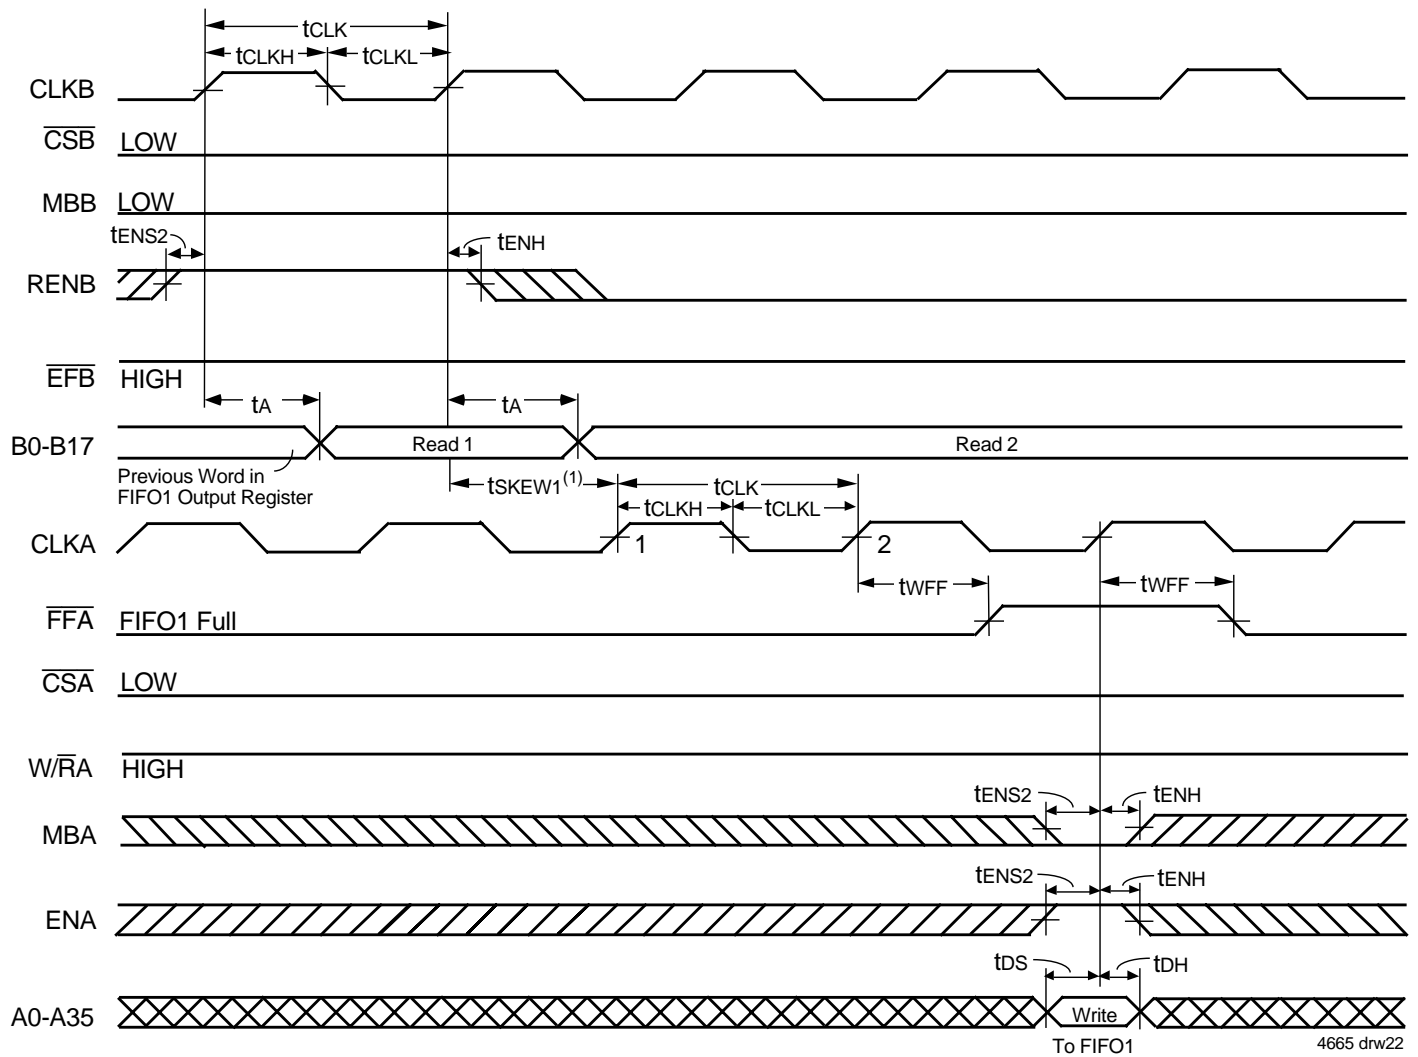 tCLK
tCLKH tCLKL
CLKB
CSB LOW
MBB LOW
tENS2 tENH
RENB
EFB HIGH
tA tA
B0-B17 Read 1 Read 2
Previous Word in
FIFO1 Output Register
tSKEW1(1) tCLK
tCLKH tCLKL
CLKA 1 2
tWFF tWFF
FFA FIFO1 Full
CSA LOW
W/RA HIGH
tENS2 tENH
MBA
tENS2 tENH
ENA
tDS tDH
A0-A35 Write
To FIFO1
4665 drw22